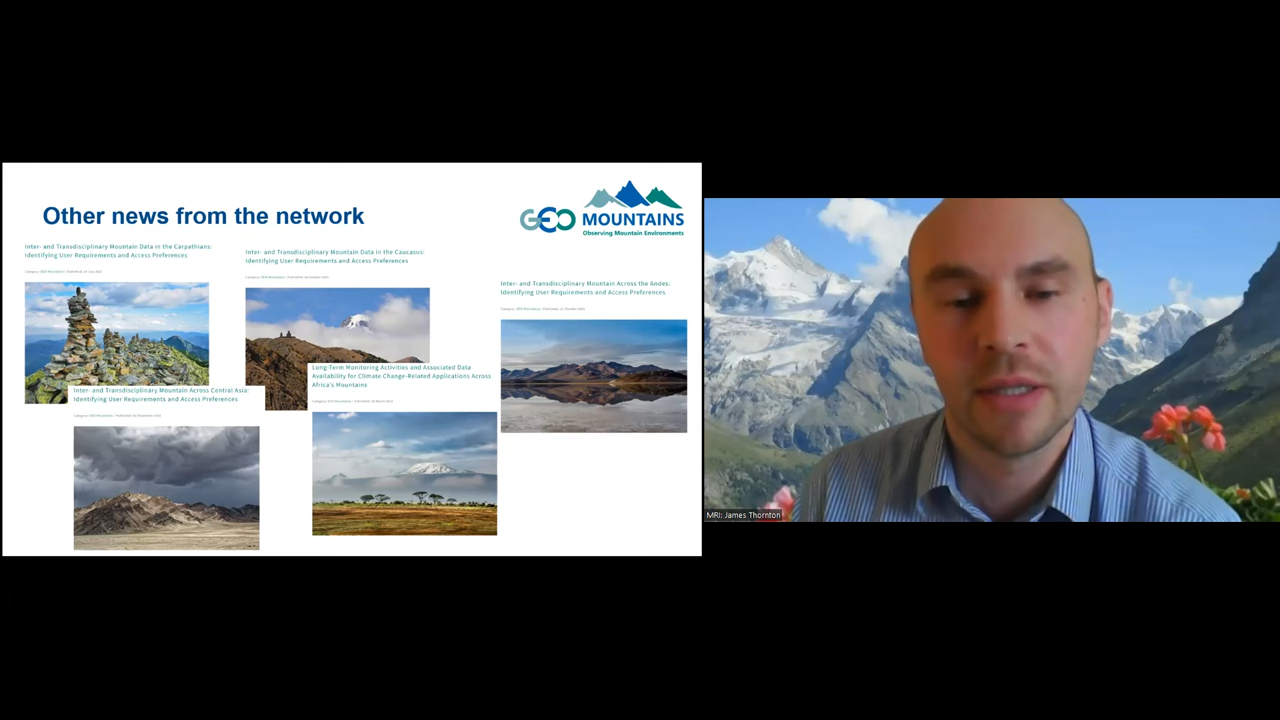 Other news from the network
GEO MOUNTAINS
Observing Mountain Environments
Inter- and Transdisciplinary Mountain Data in the Carpathians:
Identifying User Requirements and Access Preferences
Inter- and Transdisciplinary Mountain Data in the Caucasus:
Identifying User Requirements and Access Preferences
Inter- and Transdisciplinary Mountain Across the Andes:
Identifying User Requirements and Access Preferences
Long-Term Monitoring Activities and Associated Data
Availability for Climate Change-Related Applications Across
Africa's Mountains
Inter- and Transdisciplinary Mountain Across Central Asia:
Identifying User Requirements and Access Preferences
MRI: James Thornton